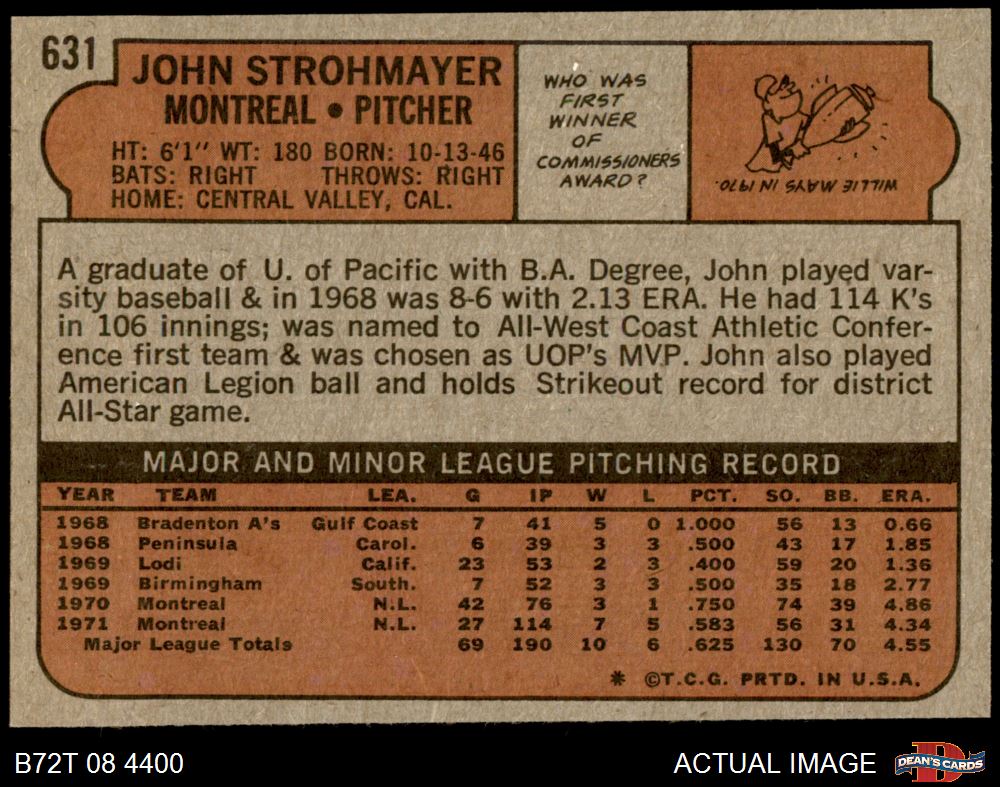 631
JOHN STROHMAYER
MONTREAL • PITCHER
HT: 6'1" WT: 180 BORN: 10-13-46
BATS: RIGHT THROWS: RIGHT
HOME: CENTRAL VALLEY, CAL.
WHO WAS
FIRST
WINNER
OF
COMMISSIONERS
AWARD?
WILLIE MAYS IN 1970.
A graduate of U. of Pacific with B.A. Degree, John played var-
sity baseball & in 1968 was 8-6 with 2.13 ERA. He had 114 K's
in 106 innings; was named to All-West Coast Athletic Confer-
ence first team & was chosen as UOP's MVP. John also played
American Legion ball and holds Strikeout record for district
All-Star game.
MAJOR AND MINOR LEAGUE PITCHING RECORD
YEAR TEAM LEA. G IP W L PCT. SO. BB. ERA.
1968 Bradenton A's Gulf Coast 7 41 5 0 1.000 56 13 0.66
1968 Peninsula Carol. 6 39 3 3 .500 43 17 1.85
1969 Lodi Calif. 23 53 2 3 .400 59 20 1.36
1969 Birmingham South. 7 52 3 3 .500 35 18 2.77
1970 Montreal N.L. 42 76 3 1 .750 74 39 4.86
1971 Montreal N.L. 27 114 7 5 .583 56 31 4.34
Major League Totals 69 190 10 6 .625 130 70 4.55
* ©T.C.G. PRTD. IN U.S.A.
B72T 08 4400
ACTUAL IMAGE
DEAN'S CARDS